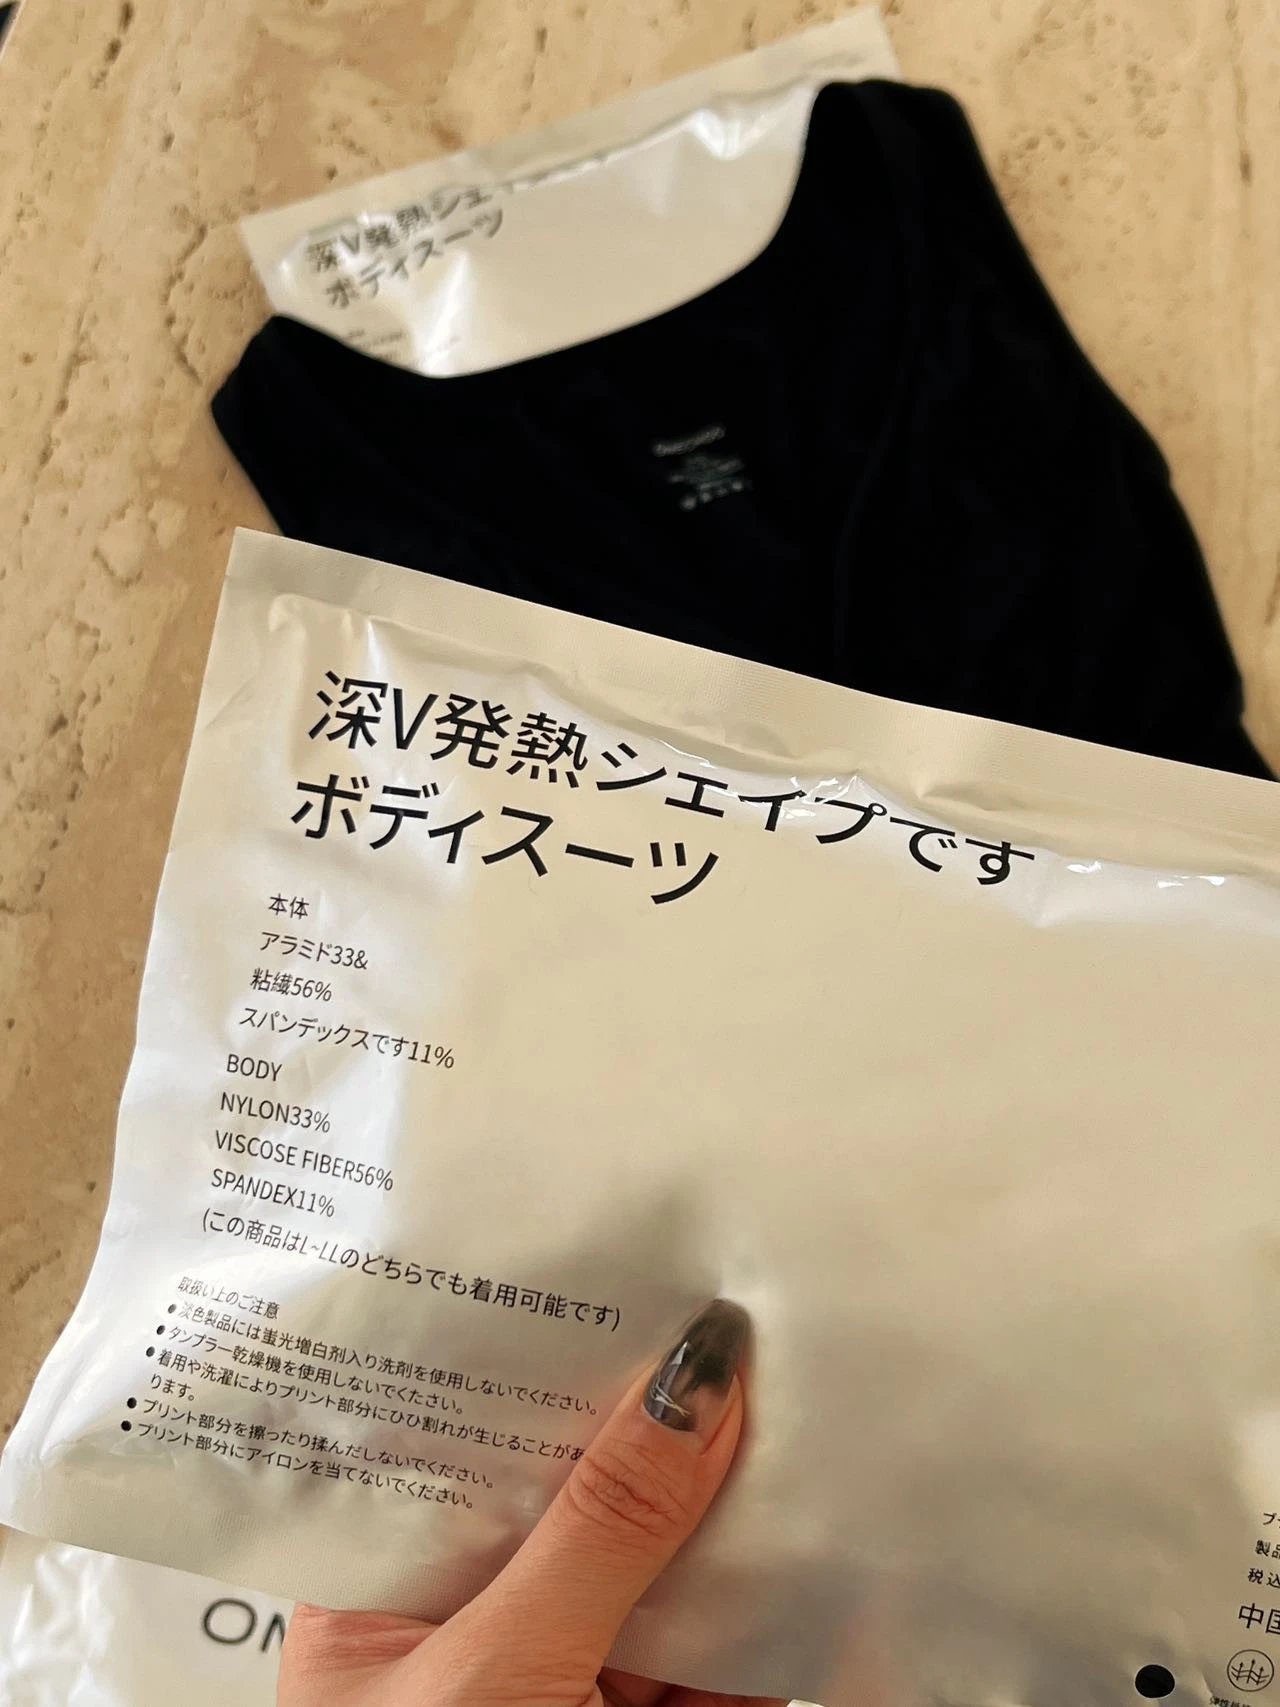 深V発熱シェ
ボディスーツ
深V発熱シェイプです
ボディスーツ
本体
アラミド33&
粘繊56%
スパンデックスです11%
BODY
NYLON33%
VISCOSE FIBER56%
SPANDEX11%
(この商品はL~LLのどちらでも着用可能です)
取扱い上のご注意
●淡色製品には蛍光増白剤入り洗剤を使用しないでください。
●タンブラー乾燥機を使用しないでください。
●着用や洗濯によりプリント部分にひび割れが生じることがあ
ります。
●プリント部分を擦ったり揉んだしないでください。
●プリント部分にアイロンを当てないでください。
製品
税込
中国